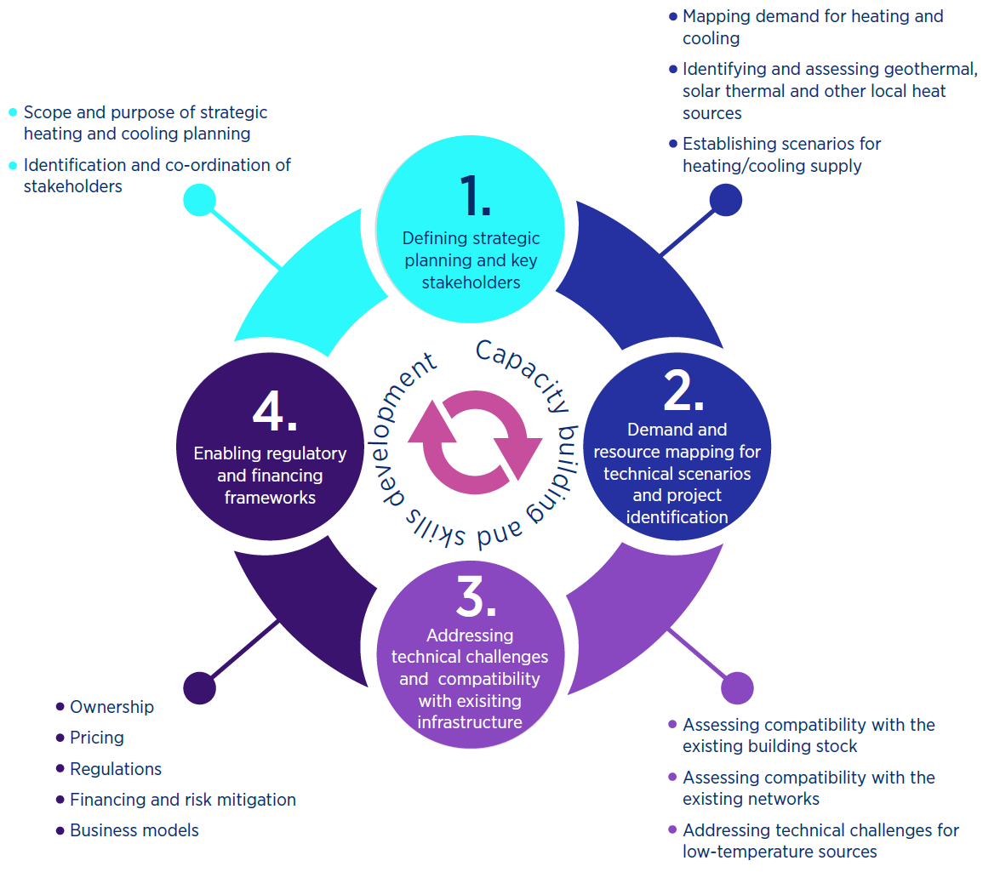 • Scope and purpose of strategic
heating and cooling planning
• Identification and co-ordination of
stakeholders
1.
Defining strategic
planning and key
stakeholders
• Mapping demand for heating and
cooling
• Identifying and assessing geothermal,
solar thermal and other local heat
sources
• Establishing scenarios for
heating/cooling supply
2.
Demand and
resource mapping for
technical scenarios
and project
identification
3.
Addressing
technical challenges
and compatibility
with exisiting
infrastructure
• Assessing compatibility with the
existing building stock
• Assessing compatibility with the
existing networks
• Addressing technical challenges for
low-temperature sources
4.
Enabling regulatory
and financing
frameworks
• Ownership
• Pricing
• Regulations
• Financing and risk mitigation
• Business models
Capacity building and skills development